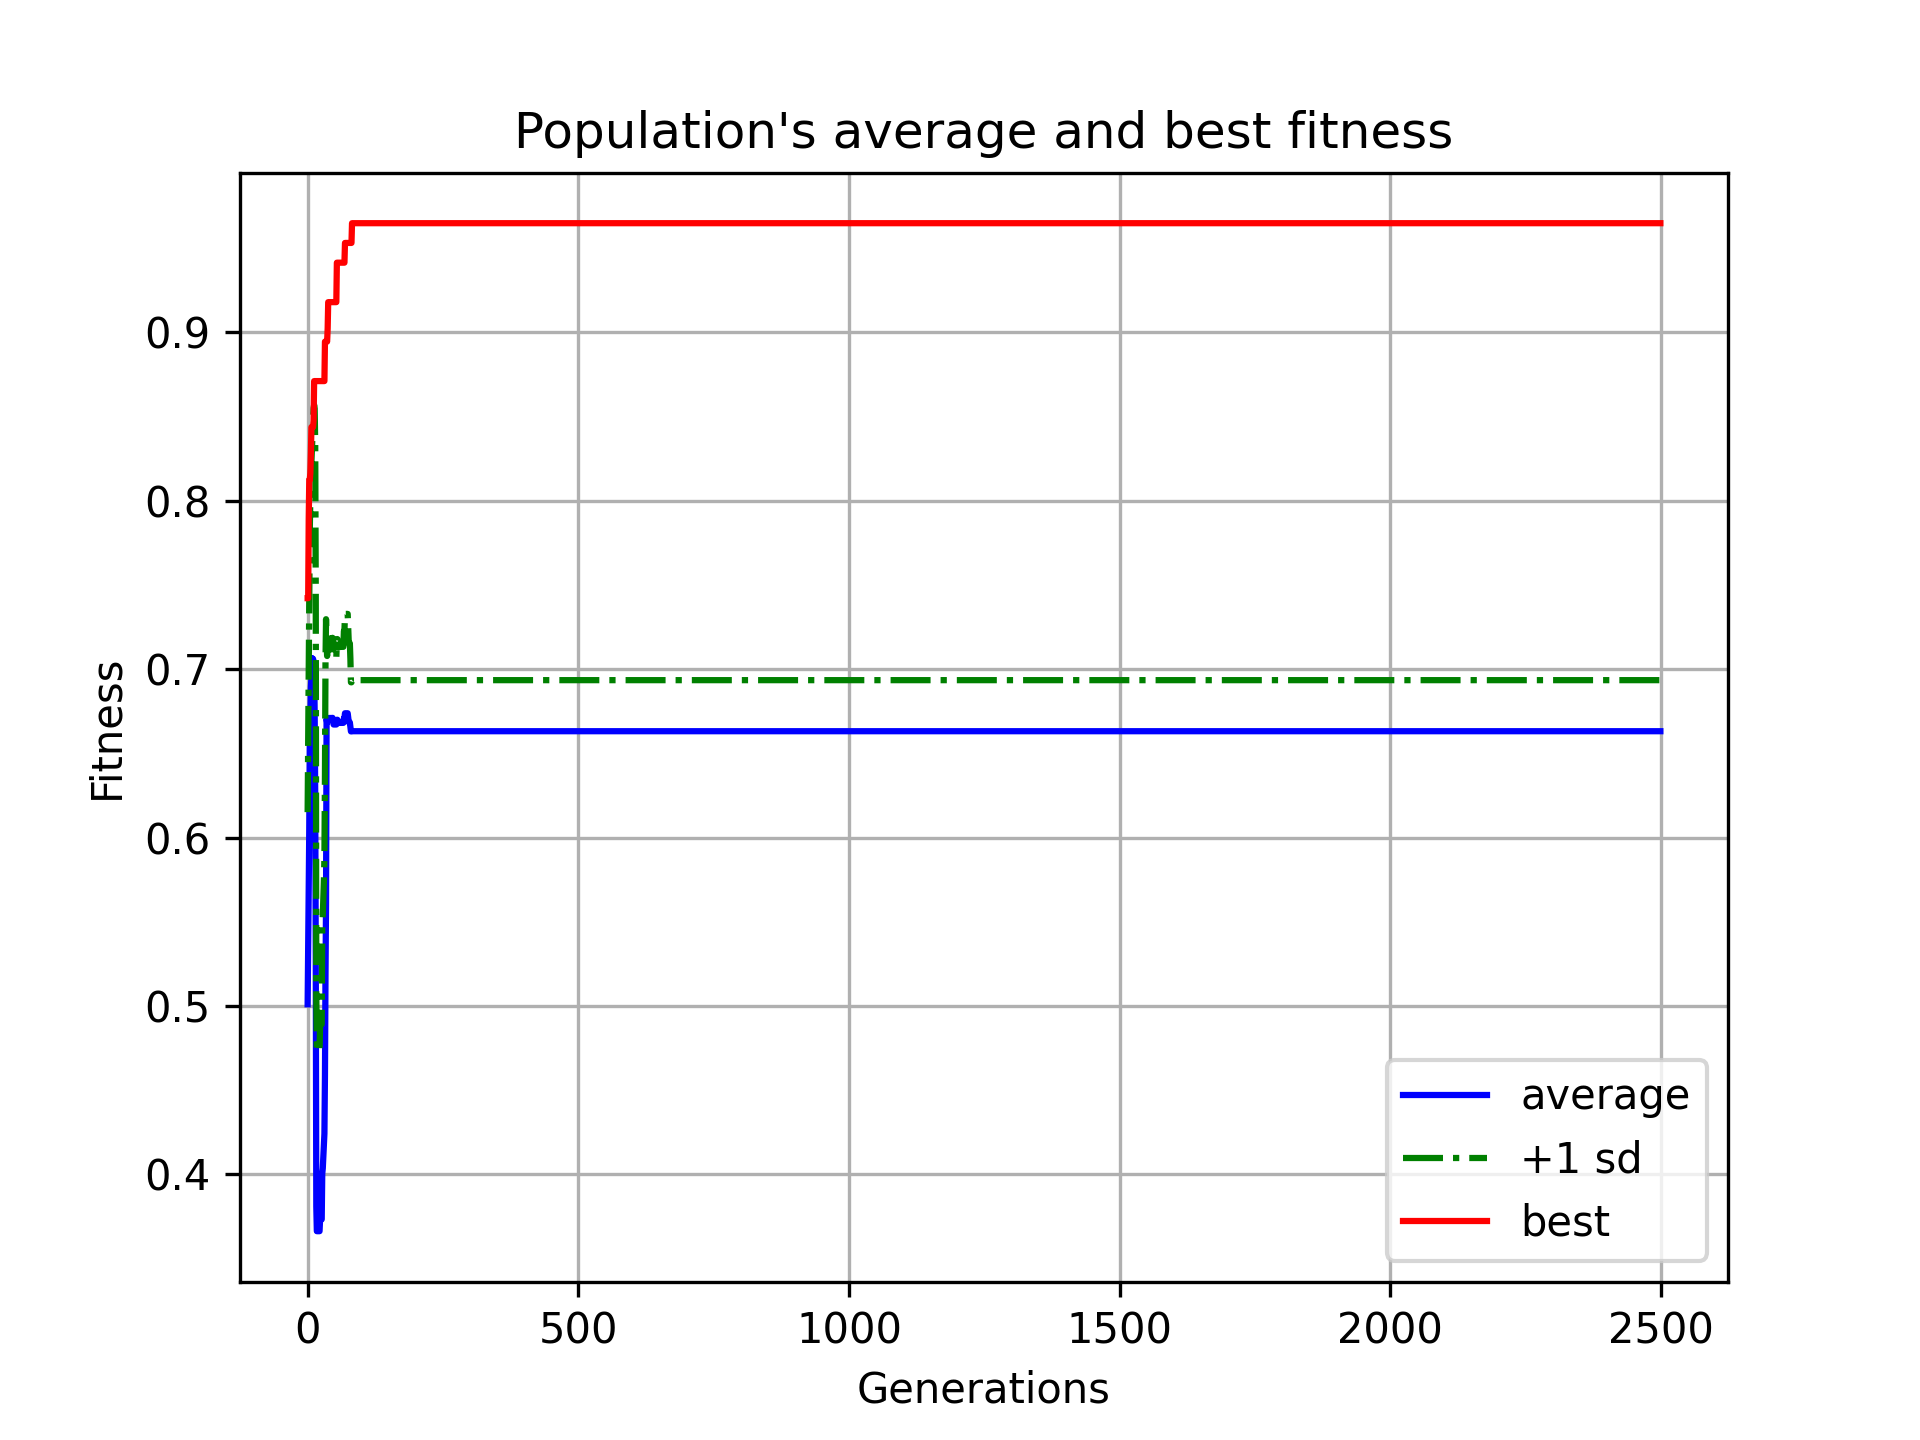 Population's average and best fitness
Fitness
0.9
0.8
0.7
0.6
0.5
0.4
0 500 1000 1500 2000 2500
Generations
average
+1 sd
best